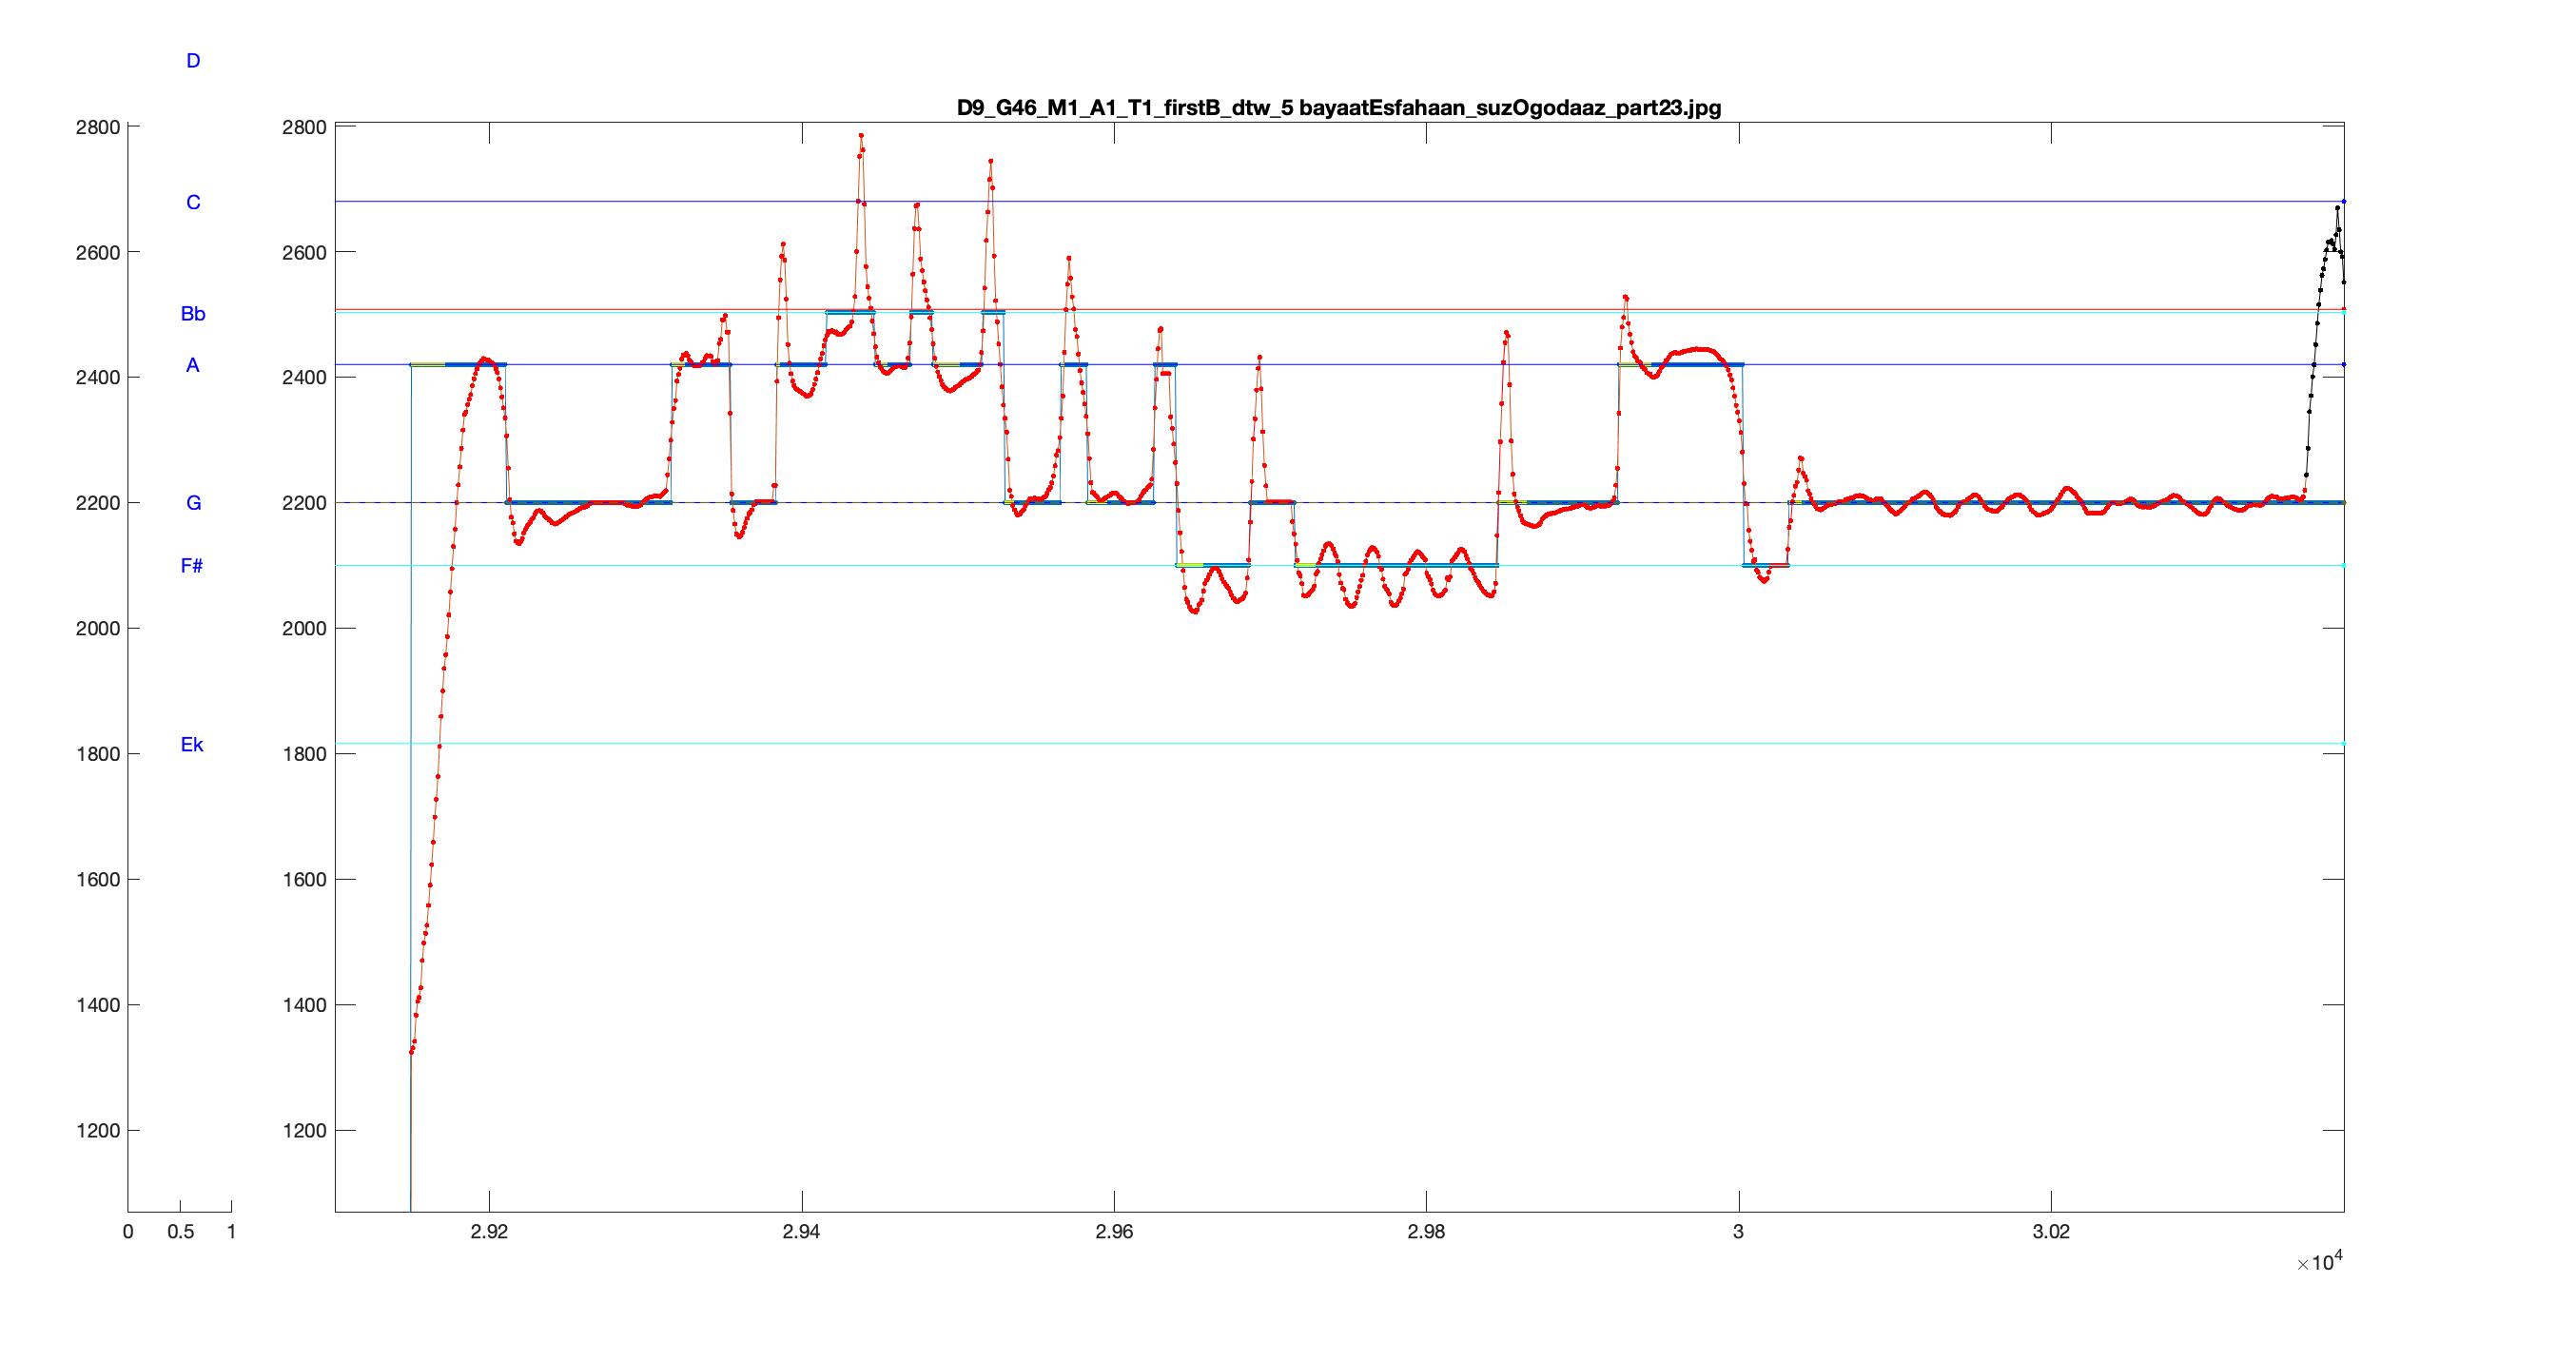 D9_G46_M1_A1_T1_firstB_dtw_5 bayaatEsfahaan_suzOgodaaz_part23.jpg
D
2800 2800
C
2600 2600
Bb
2400 A 2400
2200 G 2200
F#
2000 2000
Ek
1800 1800
1600 1600
1400 1400
1200 1200
0 0.5 1 2.92 2.94 2.96 2.98 3 3.02
×10^4